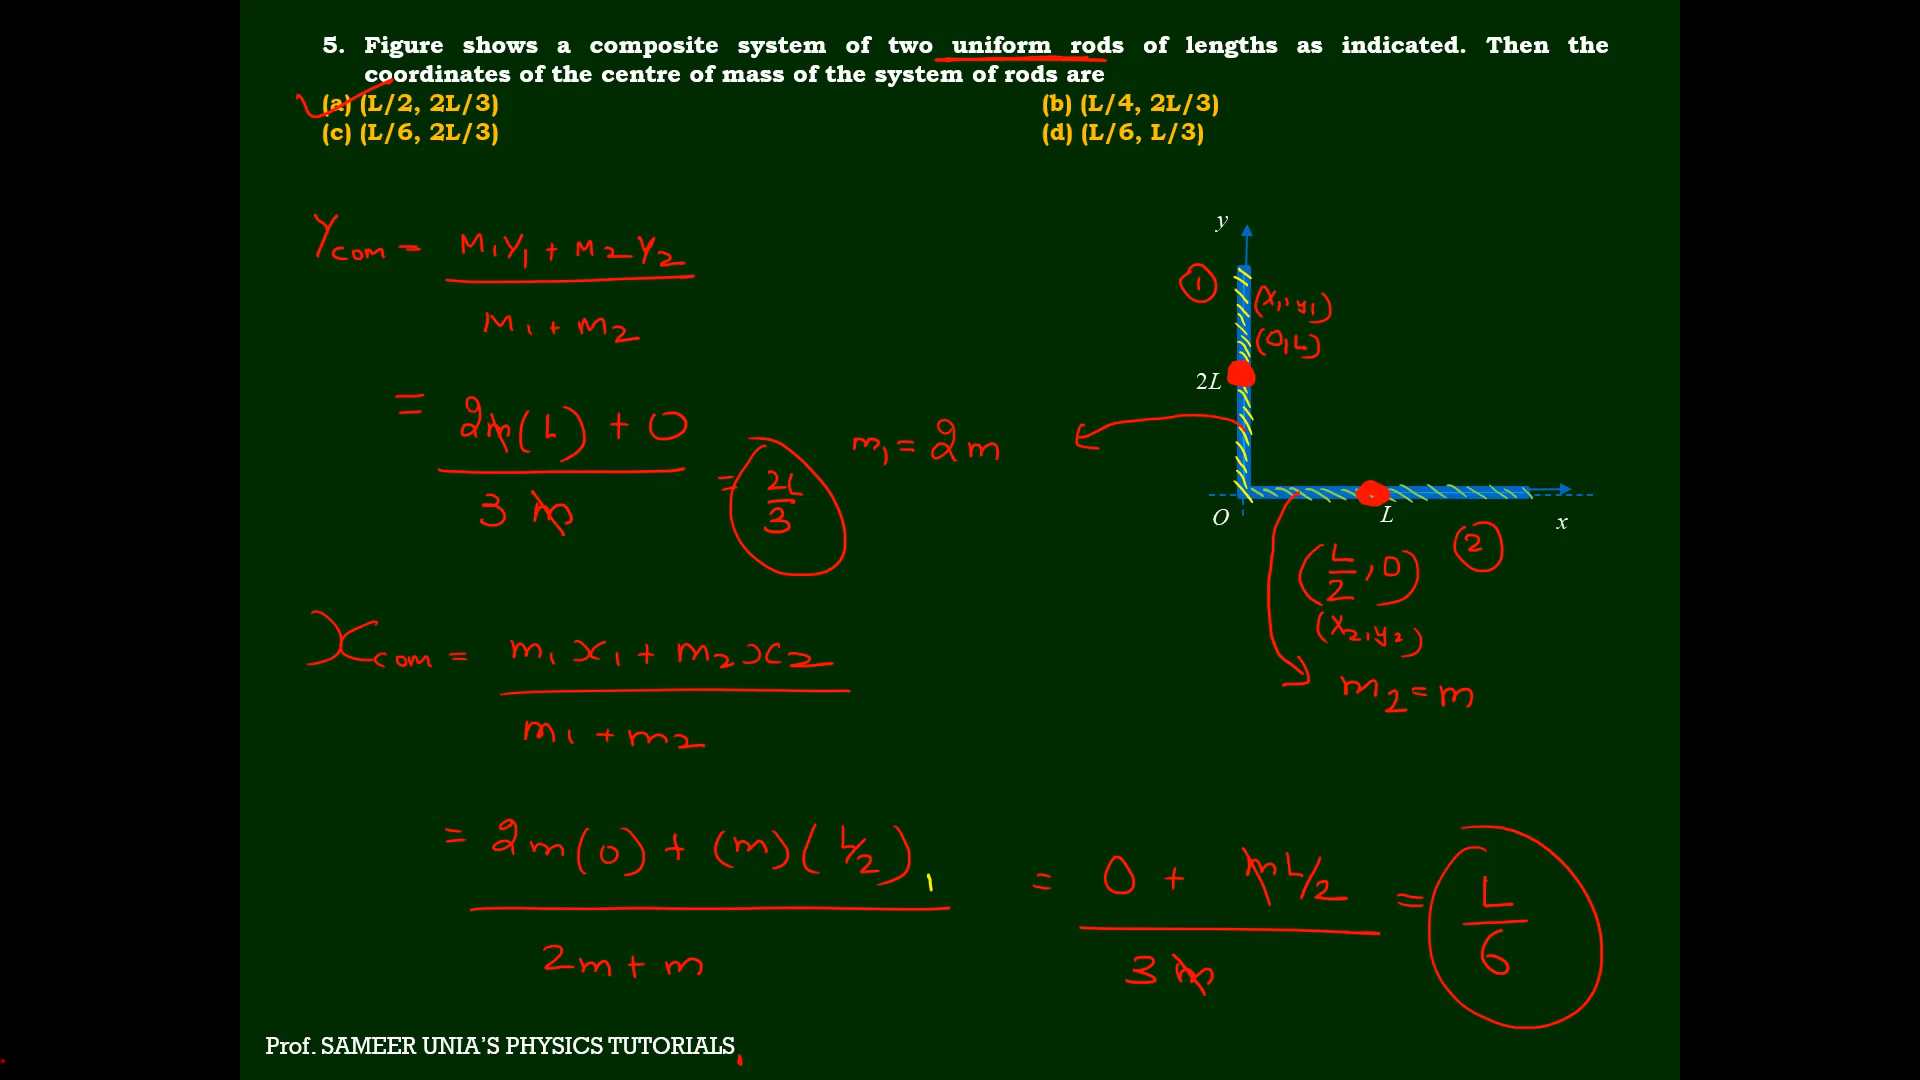 5. Figure shows a composite system of two uniform rods of lengths as indicated. Then the
coordinates of the centre of mass of the system of rods are
(a) (L/2, 2L/3)
(b) (L/4, 2L/3)
(c) (L/6, 2L/3)
(d) (L/6, L/3)
Ycom = M1Y1 + M2Y2
M1 + M2
= 2m(L) + 0
3m
= 2L
3
m1 = 2m
y
1
(x1, y1)
(0,L)
2L
O
L
x
2
(L/2, 0)
(x2, y2)
m2 = m
Xcom = m1x1 + m2x2
m1 + m2
= 2m(0) + (m)(L/2)
2m + m
= 0 + mL/2
3m
= L
6
Prof. SAMEER UNIA'S PHYSICS TUTORIALS